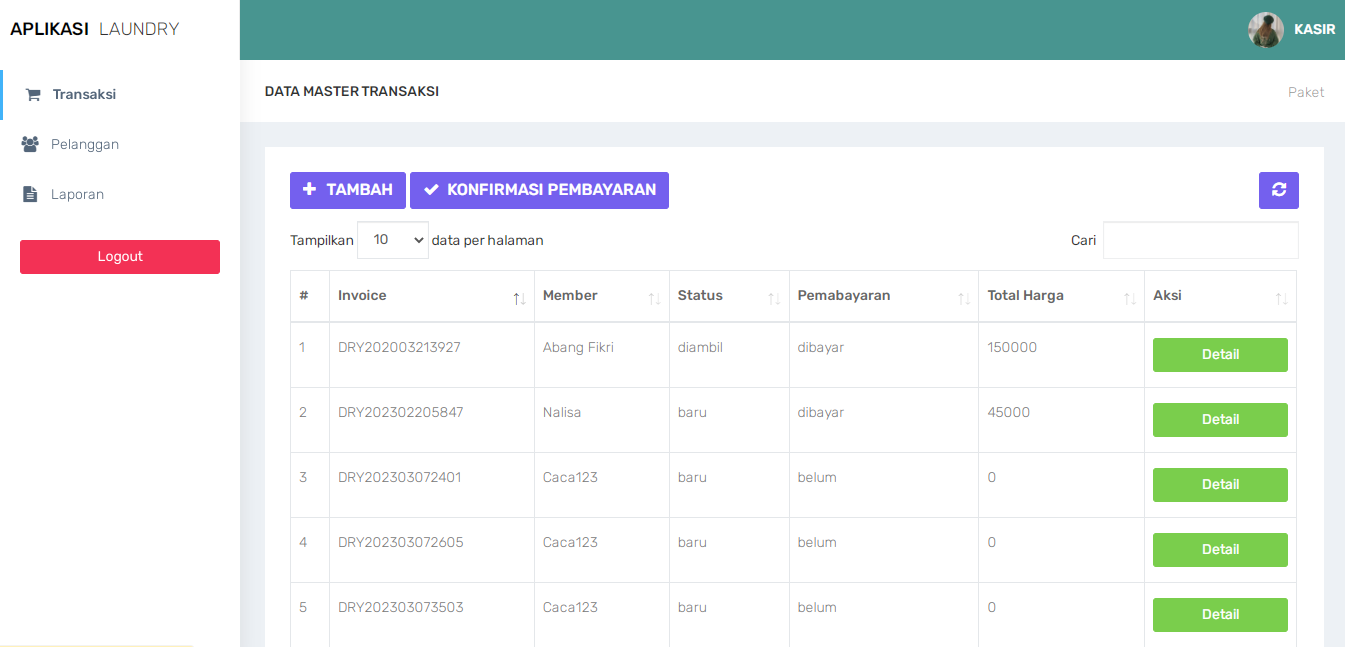 APLIKASI LAUNDRY
KASIR
Transaksi
Pelanggan
Laporan
Logout
DATA MASTER TRANSAKSI
Paket
TAMBAH
KONFIRMASI PEMBAYARAN
Tampilkan 10 data per halaman
Cari
# Invoice Member Status Pemabayaran Total Harga Aksi
1 DRY202003213927 Abang Fikri diambil dibayar 150000 Detail
2 DRY202302205847 Nalisa baru dibayar 45000 Detail
3 DRY202303072401 Caca123 baru belum 0 Detail
4 DRY202303072605 Caca123 baru belum 0 Detail
5 DRY202303073503 Caca123 baru belum 0 Detail